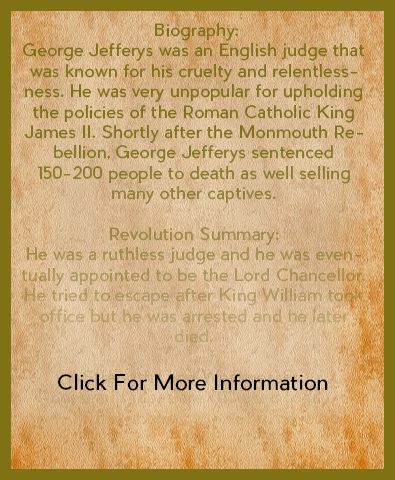 Biography:
George Jefferys was an English judge that
was known for his cruelty and relentless-
ness. He was very unpopular for upholding
the policies of the Roman Catholic King
James II. Shortly after the Monmouth Re-
bellion, George Jefferys sentenced
150-200 people to death as well selling
many other captives.
Revolution Summary:
He was a ruthless judge and he was even-
tually appointed to be the Lord Chancellor.
He tried to escape after King William took
office but he was arrested and he later
died.
Click For More Information